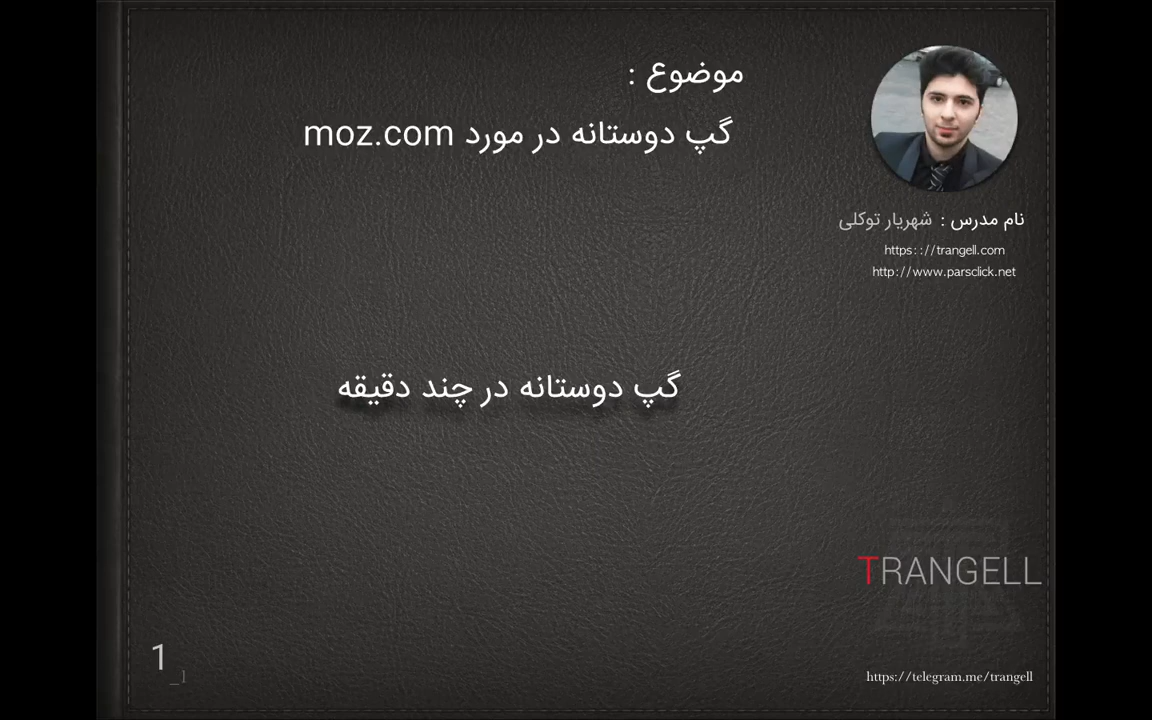 موضوع :
گپ دوستانه در مورد moz.com
نام مدرس : شهریار توکلی
https: ://trangell.com
http://www.parsclick.net
گپ دوستانه در چند دقیقه
TRANGELL
1_1
https://telegram.me/trangell